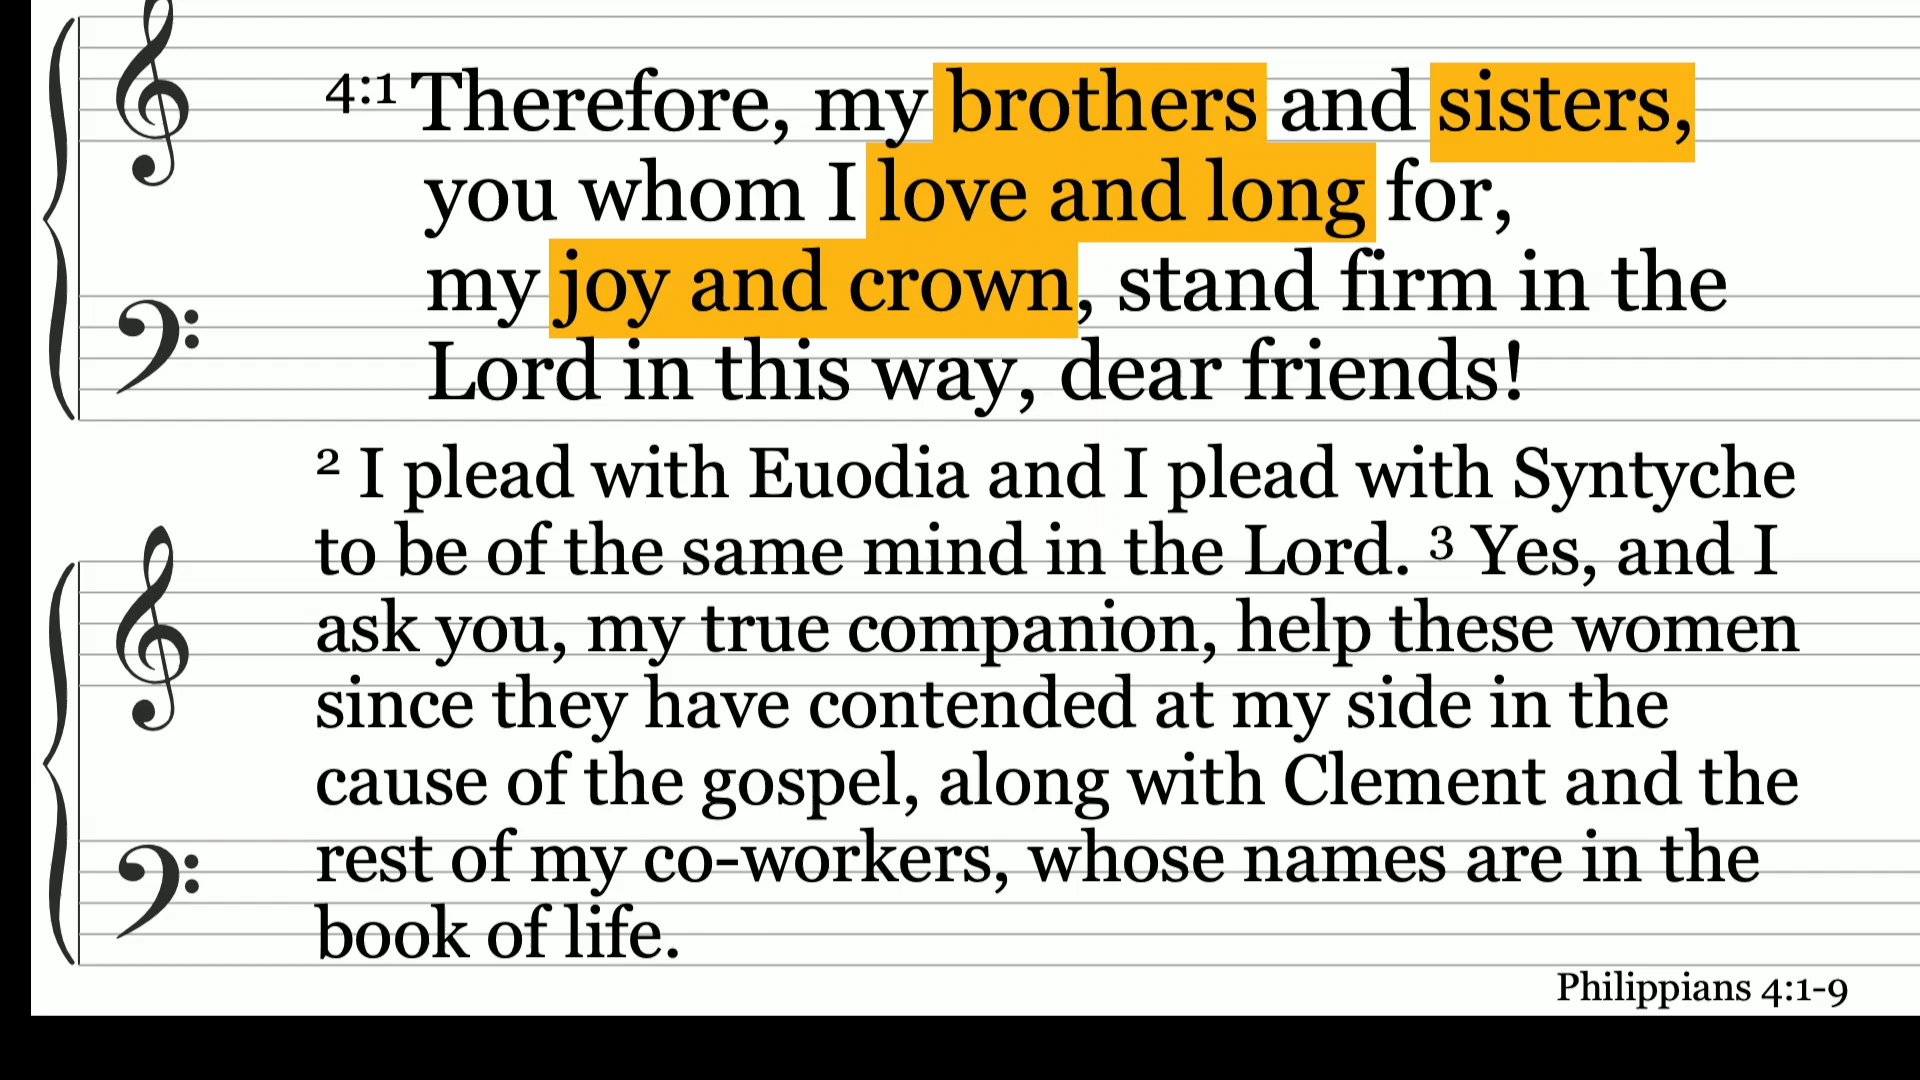 4:1 Therefore, my brothers and sisters,
you whom I love and long for,
my joy and crown, stand firm in the
Lord in this way, dear friends!
2 I plead with Euodia and I plead with Syntyche
to be of the same mind in the Lord. 3 Yes, and I
ask you, my true companion, help these women
since they have contended at my side in the
cause of the gospel, along with Clement and the
rest of my co-workers, whose names are in the
book of life.
Philippians 4:1-9